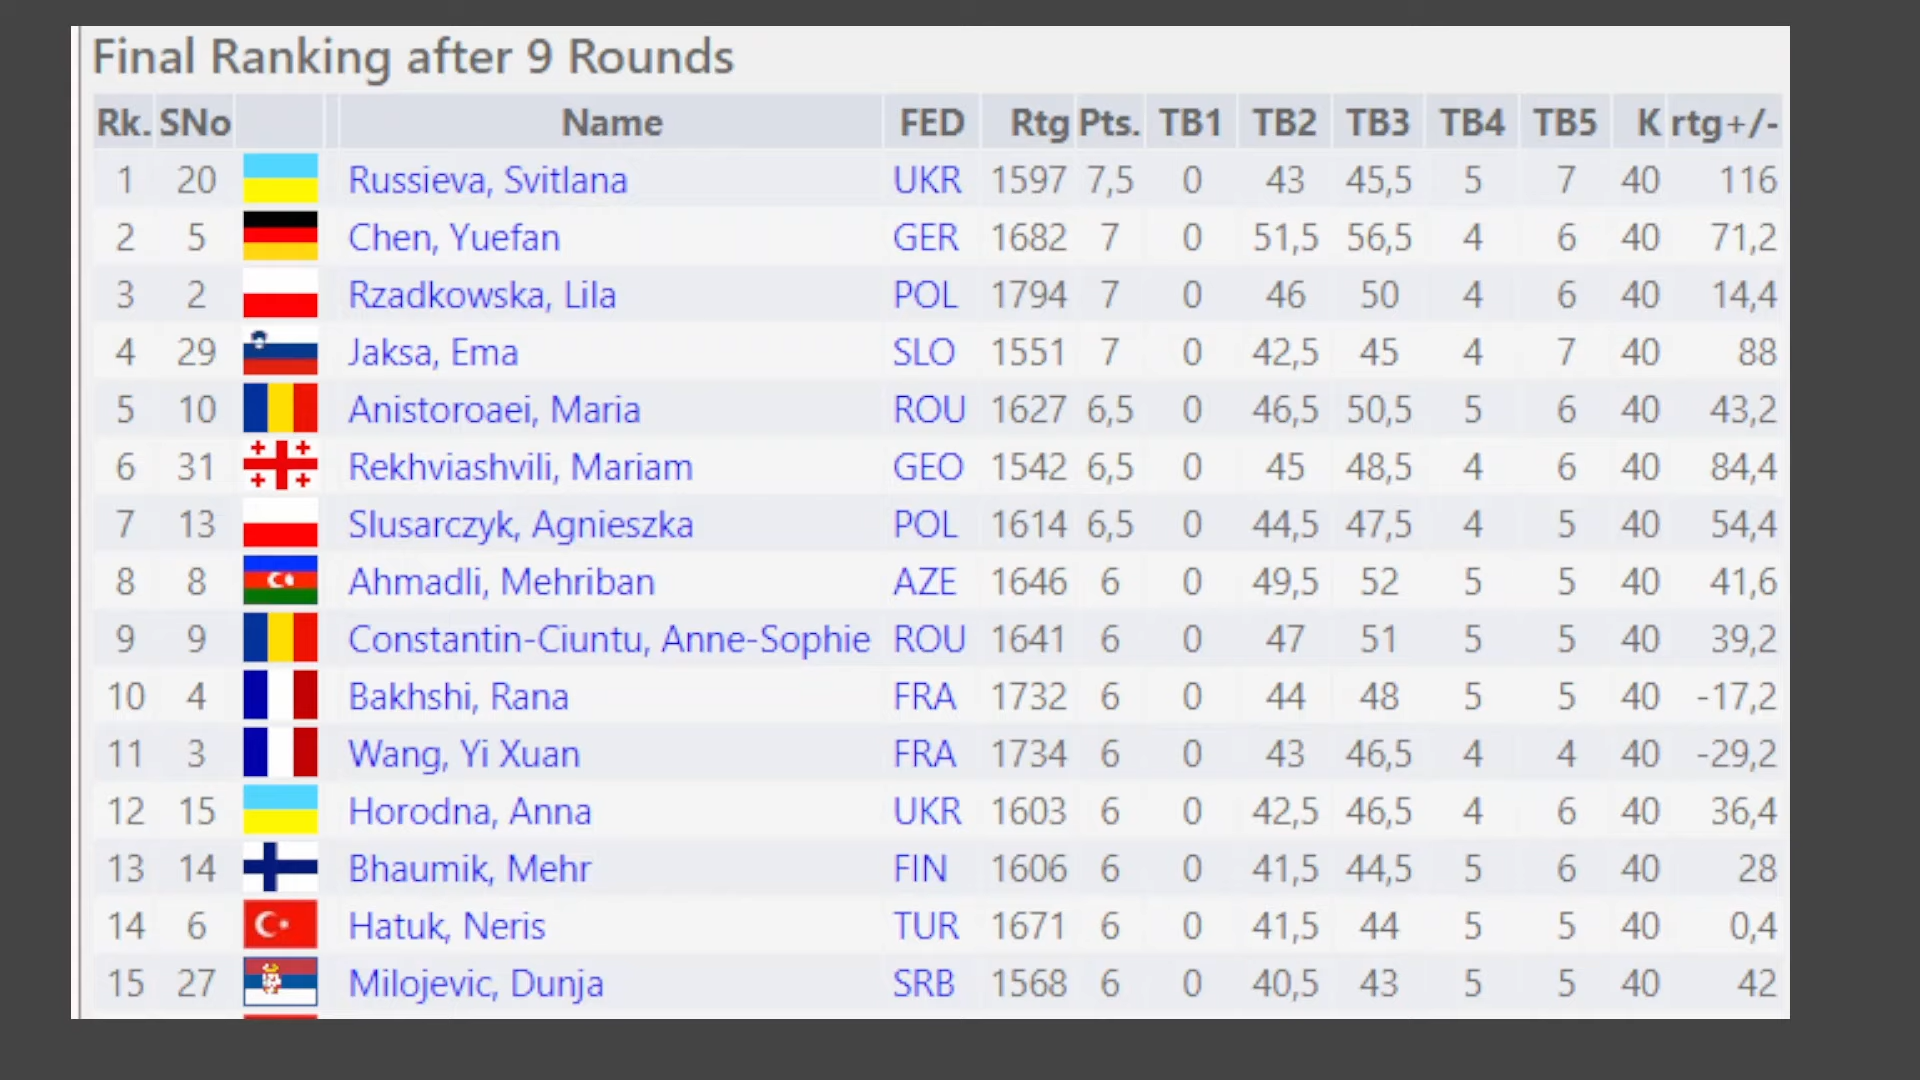 Final Ranking after 9 Rounds
Rk. SNo Name FED Rtg Pts. TB1 TB2 TB3 TB4 TB5 K rtg+/-
1 20 Russieva, Svitlana UKR 1597 7,5 0 43 45,5 5 7 40 116
2 5 Chen, Yuefan GER 1682 7 0 51,5 56,5 4 6 40 71,2
3 2 Rzadkowska, Lila POL 1794 7 0 46 50 4 6 40 14,4
4 29 Jaksa, Ema SLO 1551 7 0 42,5 45 4 7 40 88
5 10 Anistoroaei, Maria ROU 1627 6,5 0 46,5 50,5 5 6 40 43,2
6 31 Rekhviashvili, Mariam GEO 1542 6,5 0 45 48,5 4 6 40 84,4
7 13 Slusarczyk, Agnieszka POL 1614 6,5 0 44,5 47,5 4 5 40 54,4
8 8 Ahmadli, Mehriban AZE 1646 6 0 49,5 52 5 5 40 41,6
9 9 Constantin-Ciuntu, Anne-Sophie ROU 1641 6 0 47 51 5 5 40 39,2
10 4 Bakhshi, Rana FRA 1732 6 0 44 48 5 5 40 -17,2
11 3 Wang, Yi Xuan FRA 1734 6 0 43 46,5 4 4 40 -29,2
12 15 Horodna, Anna UKR 1603 6 0 42,5 46,5 4 6 40 36,4
13 14 Bhaumik, Mehr FIN 1606 6 0 41,5 44,5 5 6 40 28
14 6 Hatuk, Neris TUR 1671 6 0 41,5 44 5 5 40 0,4
15 27 Milojevic, Dunja SRB 1568 6 0 40,5 43 5 5 40 42